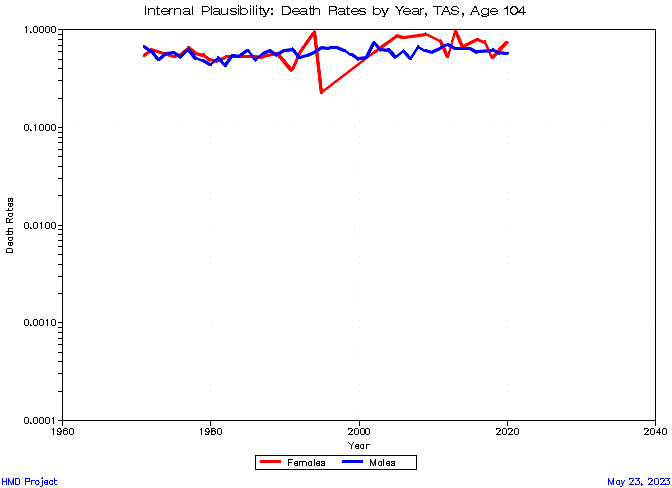 Internal Plausibility: Death Rates by Year, TAS, Age 104
1.0000
0.1000
0.0100
0.0010
0.0001
Death Rates
1960
1980
2000
2020
2040
Year
Females
Males
HMD Project
May 23, 2023